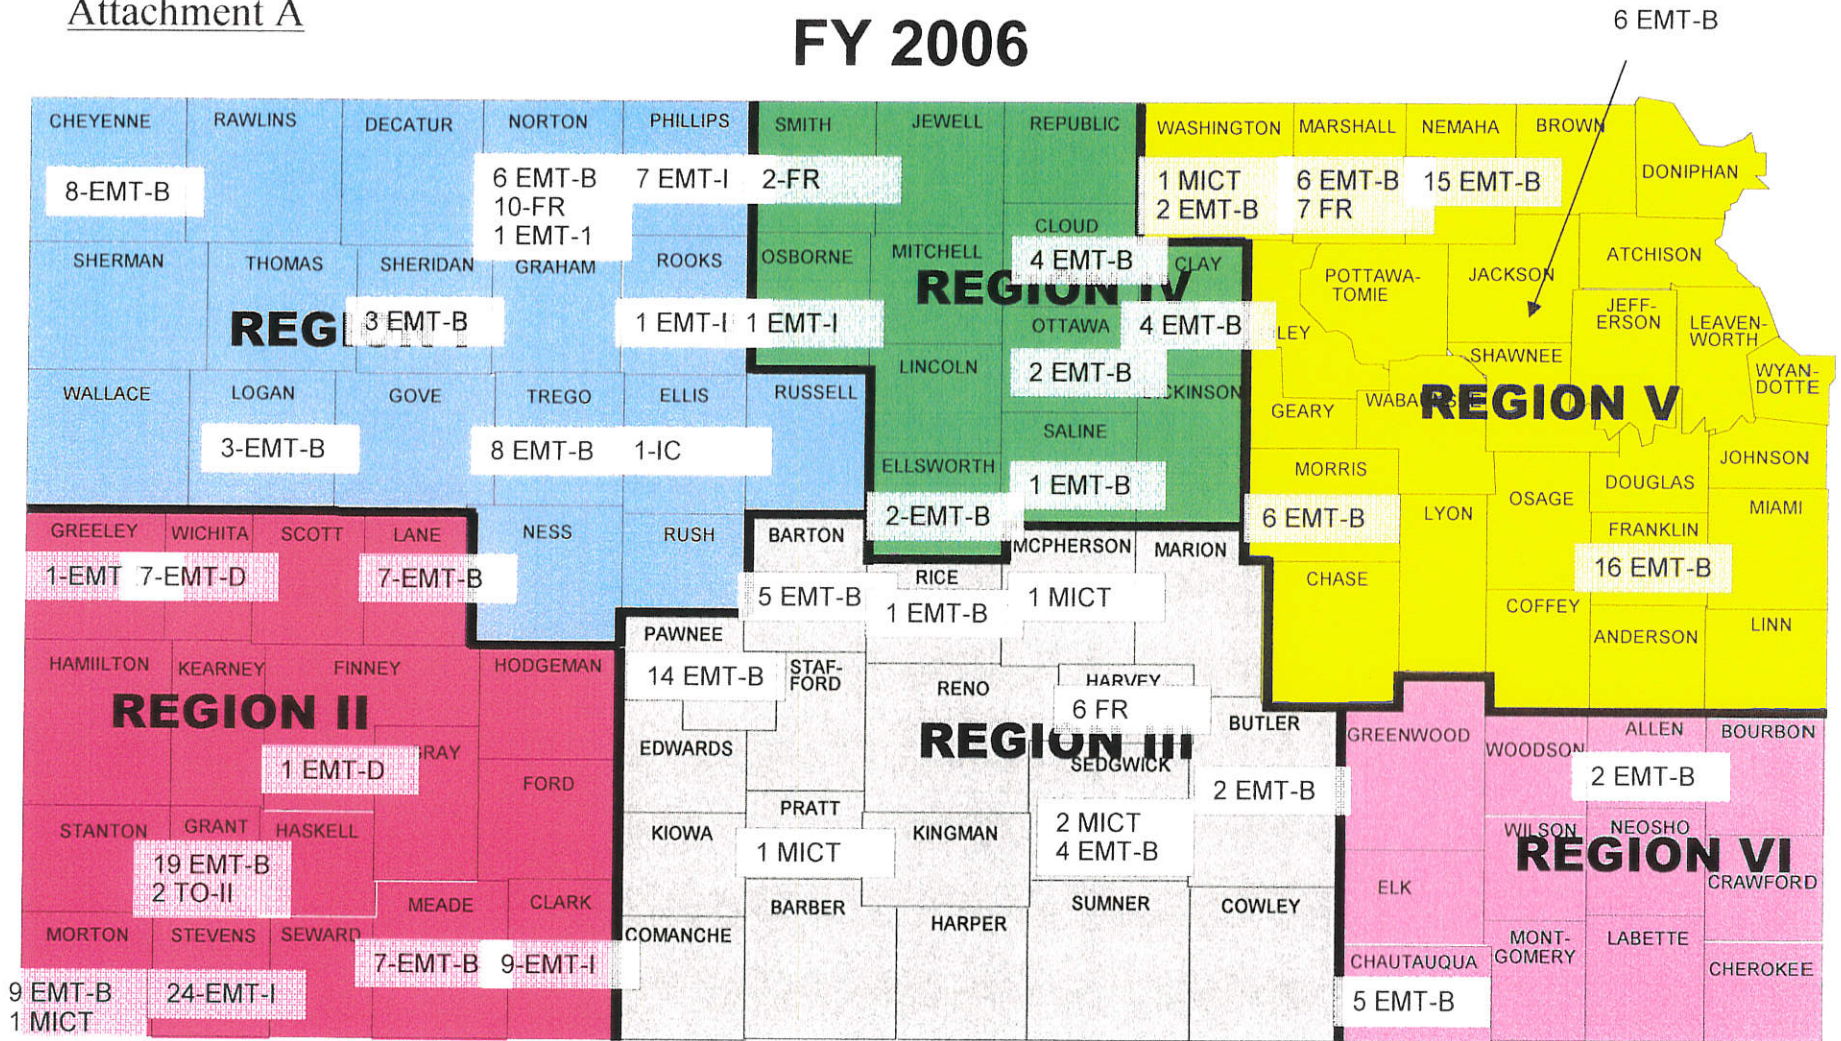 Attachment A
FY 2006
6 EMT-B
CHEYENNE
RAWLINS
DECATUR
NORTON
PHILLIPS
SMITH
JEWELL
REPUBLIC
WASHINGTON
MARSHALL
NEMAHA
BROWN
DONIPHAN
8-EMT-B
6 EMT-B
10-FR
1 EMT-1
7 EMT-I
2-FR
1 MICT
2 EMT-B
6 EMT-B
7 FR
15 EMT-B
SHERMAN
THOMAS
SHERIDAN
GRAHAM
ROOKS
OSBORNE
MITCHELL
CLOUD
4 EMT-B
CLAY
POTTAWA-
TOMIE
JACKSON
ATCHISON
REGION IV
3 EMT-B
1 EMT-I
1 EMT-I
OTTAWA
4 EMT-B
LEY
JEFF-
ERSON
LEAVEN-
WORTH
SHAWNEE
WYAN-
DOTTE
WALLACE
LOGAN
GOVE
TREGO
ELLIS
RUSSELL
LINCOLN
2 EMT-B
CKINSON
GEARY
REGION V
3-EMT-B
8 EMT-B
1-IC
SALINE
ELLSWORTH
1 EMT-B
2-EMT-B
MORRIS
6 EMT-B
LYON
OSAGE
DOUGLAS
JOHNSON
MIAMI
FRANKLIN
16 EMT-B
GREELEY
WICHITA
SCOTT
LANE
NESS
RUSH
BARTON
MCPHERSON
MARION
1-EMT
7-EMT-D
7-EMT-B
5 EMT-B
RICE
1 EMT-B
1 MICT
CHASE
COFFEY
ANDERSON
LINN
HAMIILTON
KEARNEY
FINNEY
HODGEMAN
PAWNEE
14 EMT-B
STAF-
FORD
RENO
HARVEY
6 FR
REGION II
REGION III
BUTLER
GREENWOOD
WOODSON
ALLEN
BOURBON
1 EMT-D
RAY
FORD
EDWARDS
SEDGWICK
2 EMT-B
2 EMT-B
STANTON
GRANT
HASKELL
19 EMT-B
2 TO-II
KIOWA
PRATT
1 MICT
KINGMAN
2 MICT
4 EMT-B
WILSON
NEOSHO
REGION VI
CRAWFORD
MEADE
CLARK
BARBER
HARPER
SUMNER
COWLEY
ELK
MORTON
STEVENS
SEWARD
COMANCHE
MONT-
GOMERY
LABETTE
CHEROKEE
9 EMT-B
1 MICT
24-EMT-I
7-EMT-B
9-EMT-I
CHAUTAUQUA
5 EMT-B